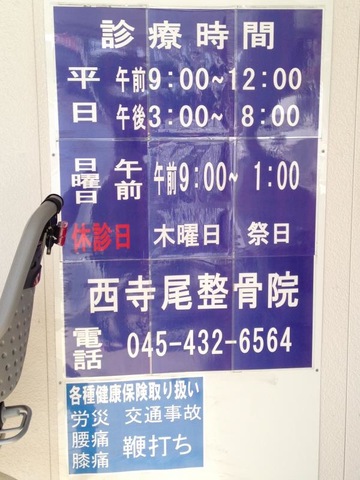 診療時間
平日 午前9:00~12:00
午後3:00~ 8:00
日曜日 午前 午前9:00~ 1:00
休診日 木曜日 祭日
西寺尾整骨院
電話 045-432-6564
各種健康保険取り扱い
労災 交通事故
腰痛 鞭打ち
膝痛